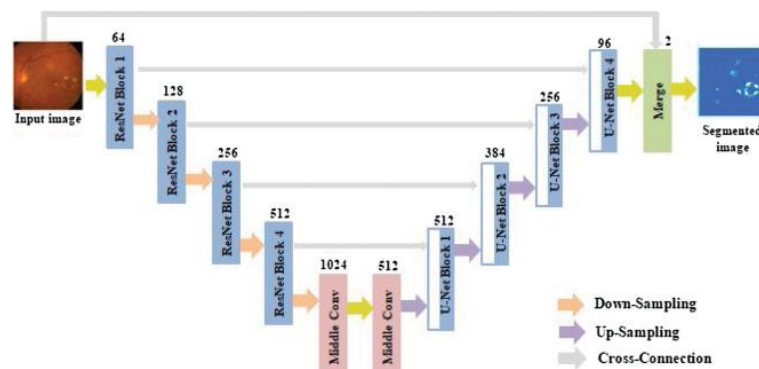 64
ResNet Block 1
128
ResNet Block 2
256
ResNet Block 3
512
ResNet Block 4
1024
Middle Conv
512
Middle Conv
512
U-Net Block 1
384
U-Net Block 2
256
U-Net Block 3
96
U-Net Block 4
2
Merge
Input image
Segmented
image
Down-Sampling
Up-Sampling
Cross-Connection